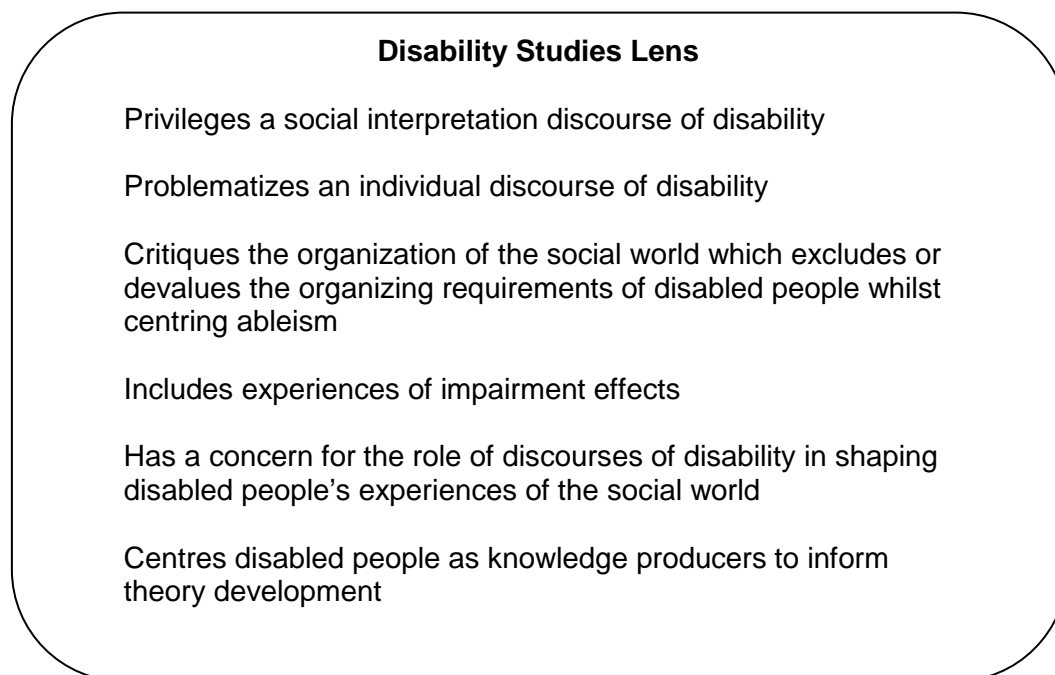 Disability Studies Lens
Privileges a social interpretation discourse of disability
Problematizes an individual discourse of disability
Critiques the organization of the social world which excludes or
devalues the organizing requirements of disabled people whilst
centring ableism
Includes experiences of impairment effects
Has a concern for the role of discourses of disability in shaping
disabled people's experiences of the social world
Centres disabled people as knowledge producers to inform
theory development